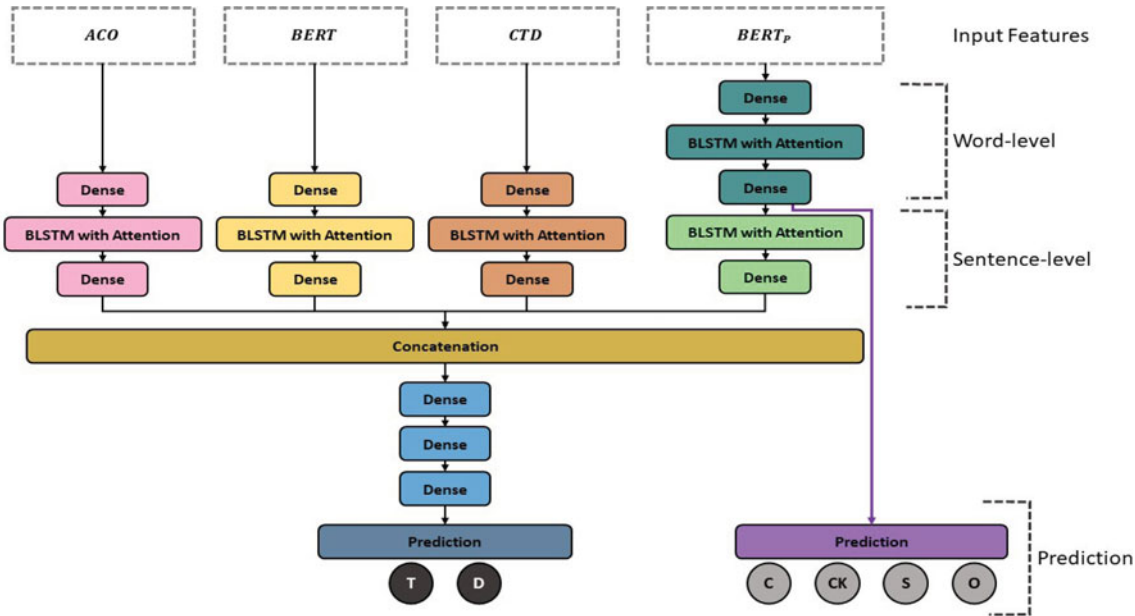 ACO BERT CTD BERT_P Input Features
Dense
BLSTM with Attention Word-level
Dense Dense Dense Dense
BLSTM with Attention BLSTM with Attention BLSTM with Attention BLSTM with Attention
Sentence-level
Dense Dense Dense Dense
Concatenation
Dense
Dense
Dense
Prediction Prediction
Prediction
T D C CK S O